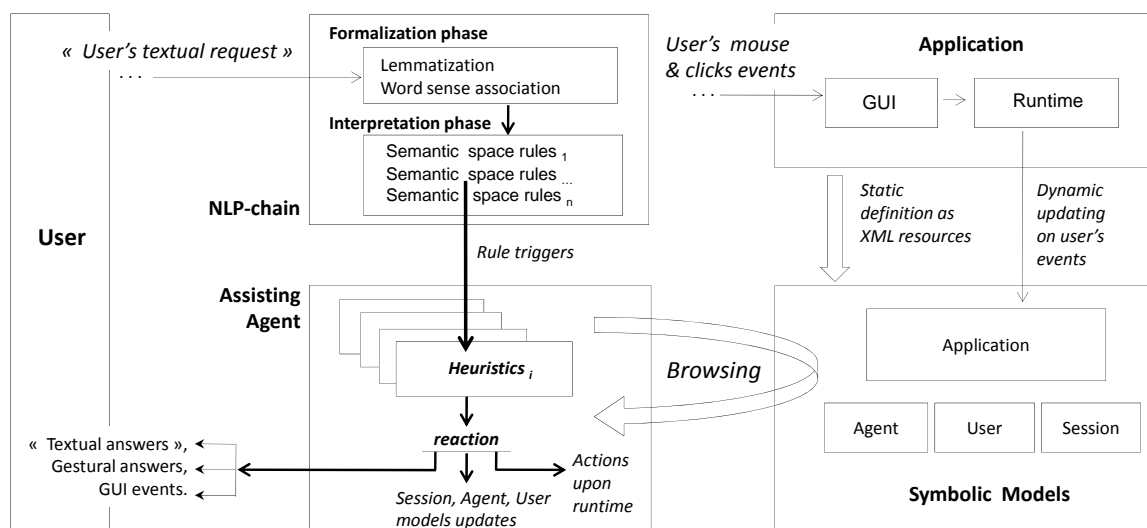 User
« User's textual request »
...
Formalization phase
Lemmatization
Word sense association
Interpretation phase
Semantic space rules 1
Semantic space rules ...
Semantic space rules n
NLP-chain
Rule triggers
Assisting
Agent
Heuristics i
reaction
« Textual answers »,
Gestural answers,
GUI events.
Session, Agent, User
models updates
Actions
upon
runtime
User's mouse
& clicks events
...
Application
GUI
Runtime
Static
definition as
XML resources
Dynamic
updating
on user's
events
Browsing
Application
Agent
User
Session
Symbolic Models